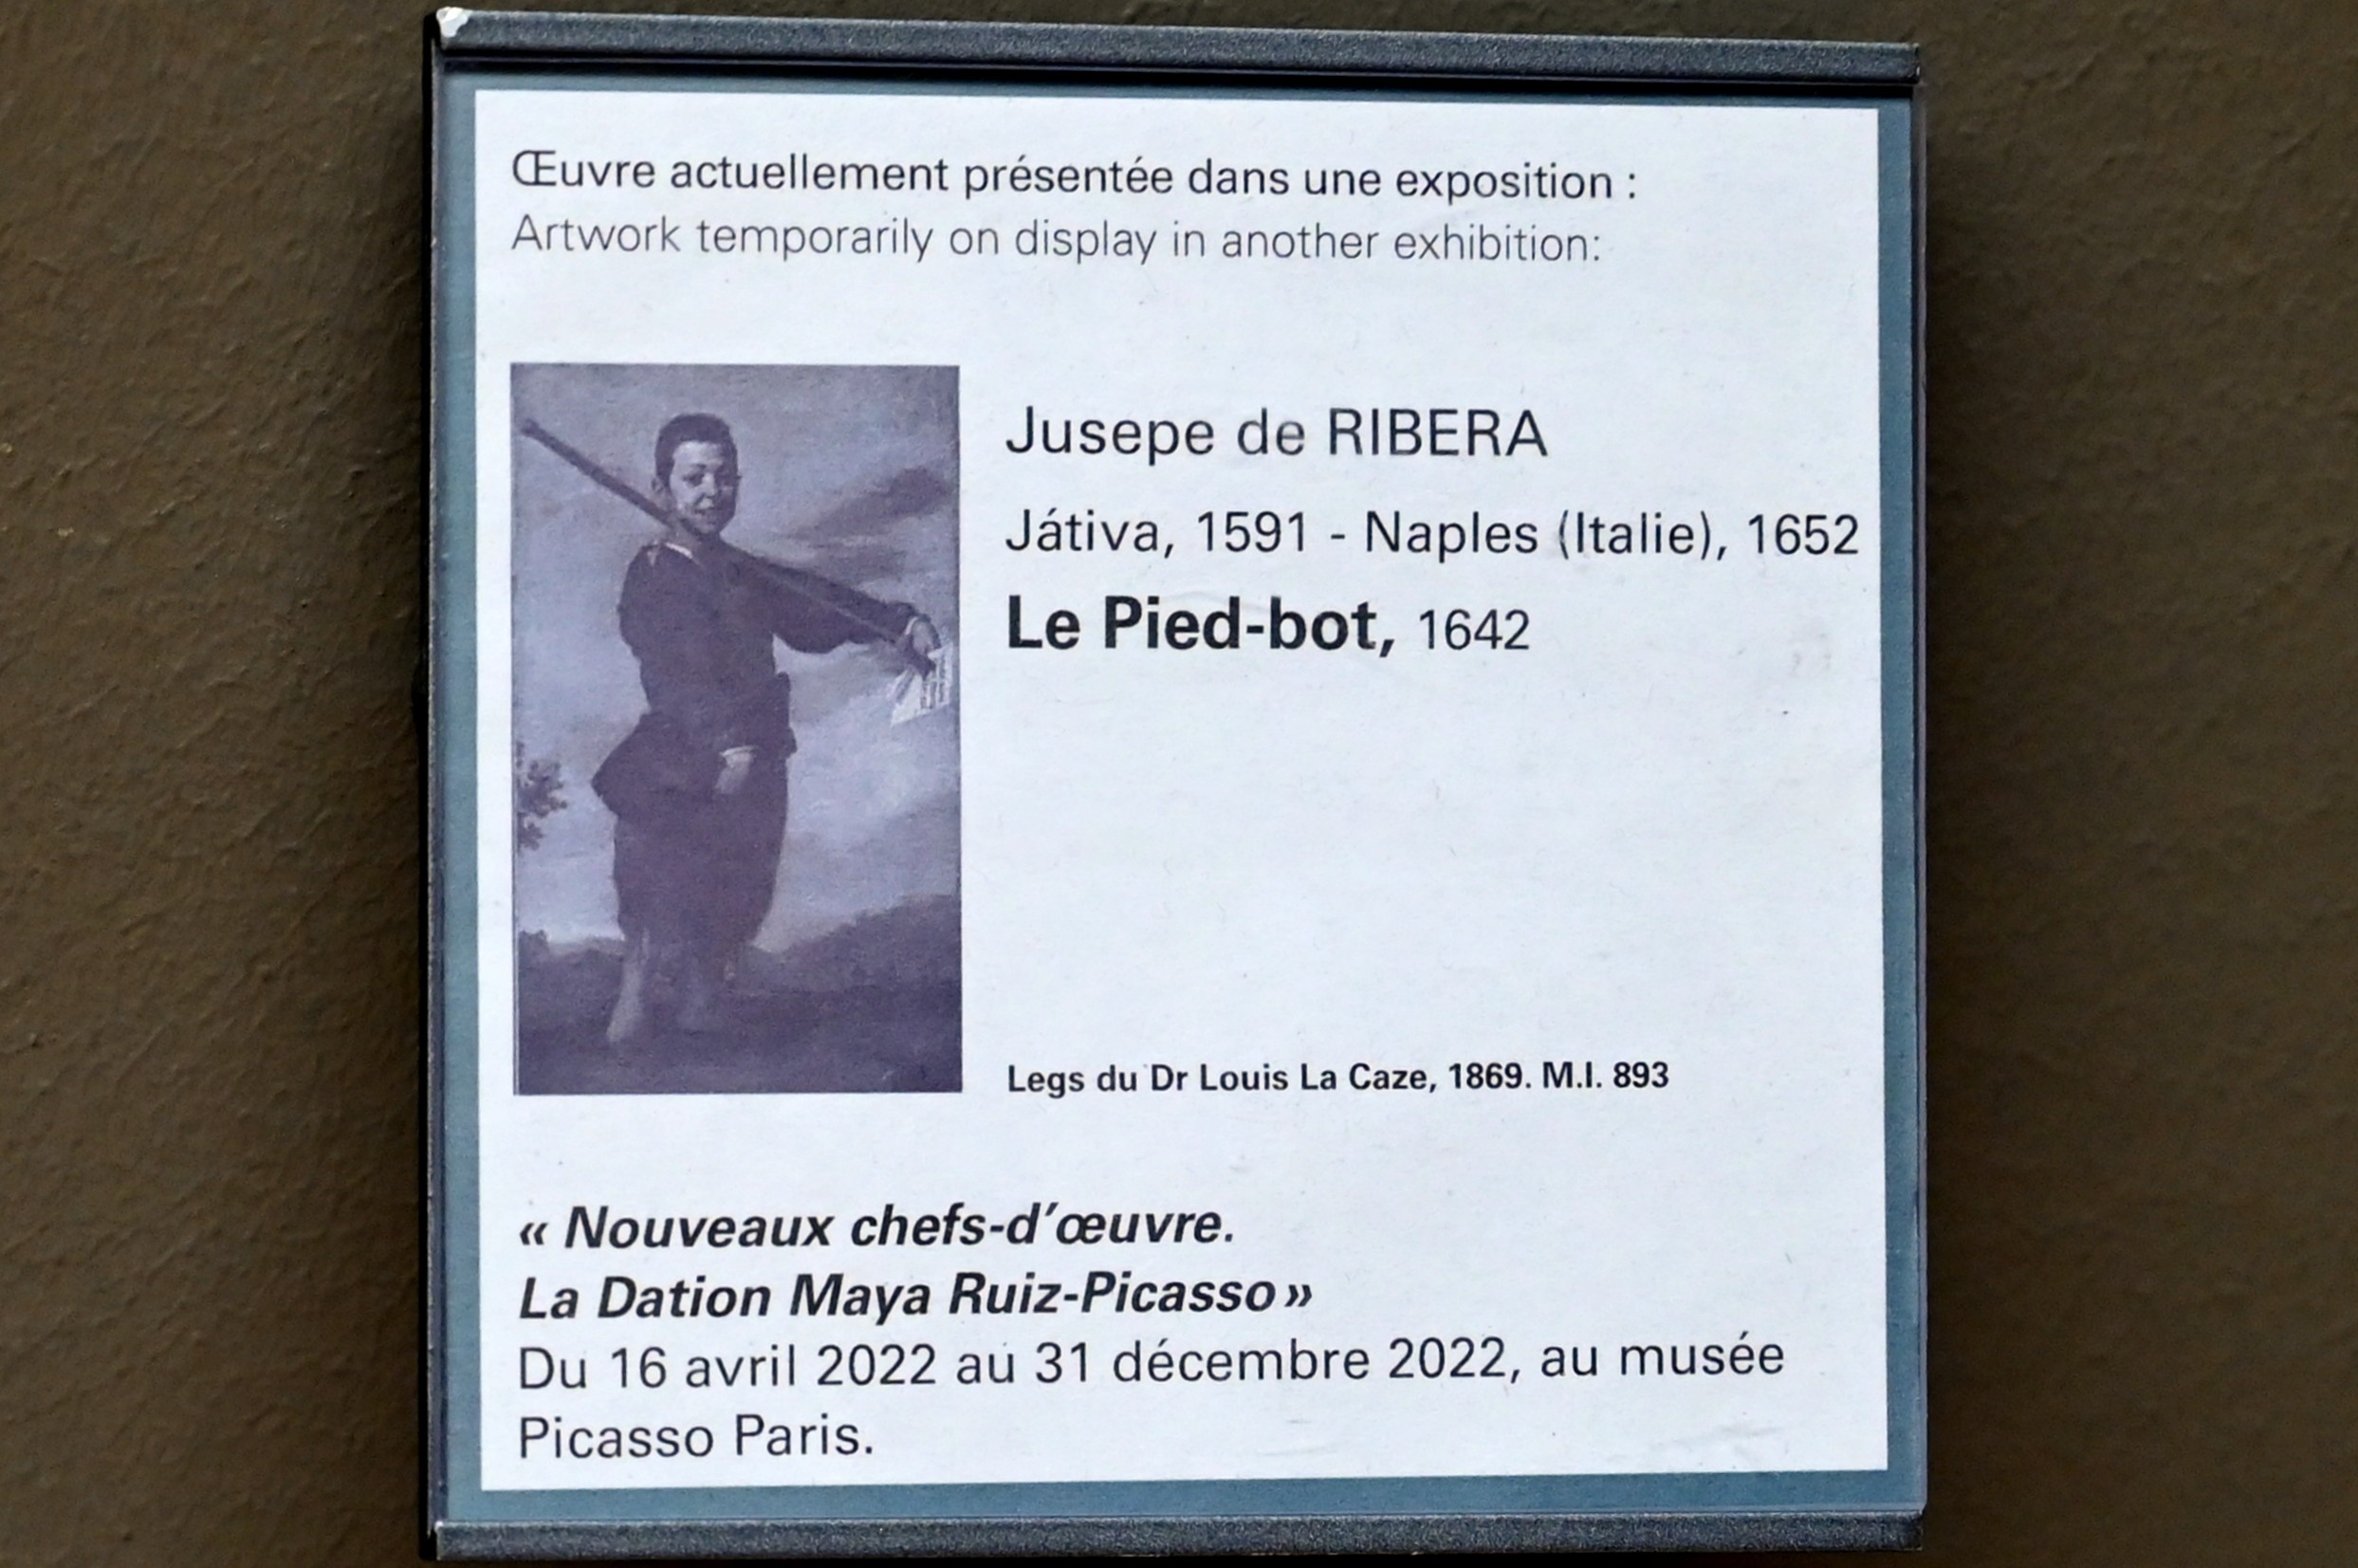 Œuvre actuellement présentée dans une exposition :
Artwork temporarily on display in another exhibition:
Jusepe de RIBERA
Játiva, 1591 - Naples (Italie), 1652
Le Pied-bot, 1642
Legs du Dr Louis La Caze, 1869. M.I. 893
« Nouveaux chefs-d’œuvre.
La Dation Maya Ruiz-Picasso »
Du 16 avril 2022 au 31 décembre 2022, au musée
Picasso Paris.